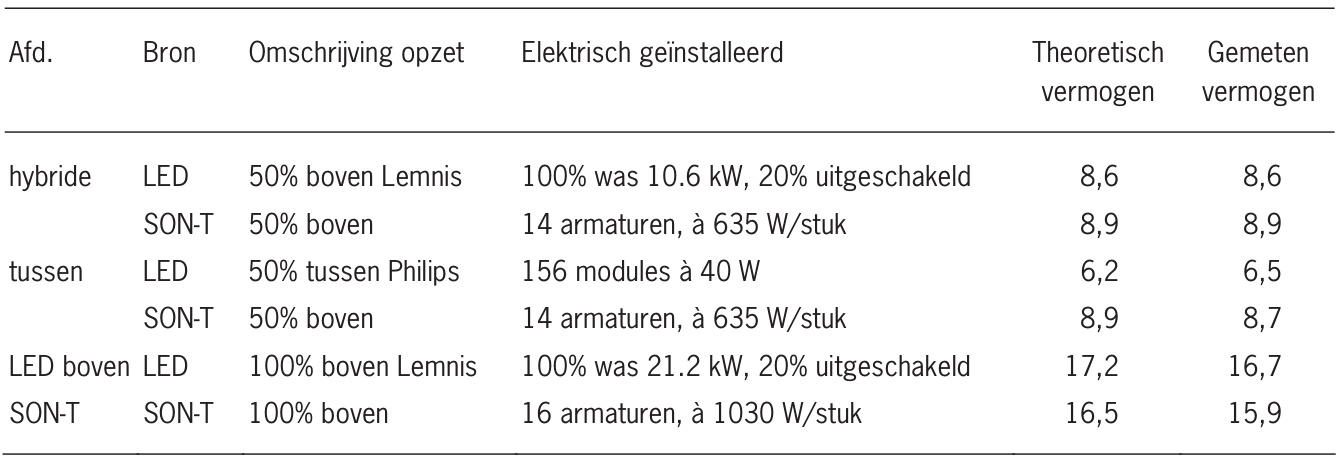 Afd. Bron Omschrijving opzet Elektrisch geïnstalleerd Theoretisch vermogen Gemeten vermogen
hybride LED 50% boven Lemnis 100% was 10.6 kW, 20% uitgeschakeld 8,6 8,6
SON-T 50% boven 14 armaturen, à 635 W/stuk 8,9 8,9
tussen LED 50% tussen Philips 156 modules à 40 W 6,2 6,5
SON-T 50% boven 14 armaturen, à 635 W/stuk 8,9 8,7
LED boven LED 100% boven Lemnis 100% was 21.2 kW, 20% uitgeschakeld 17,2 16,7
SON-T SON-T 100% boven 16 armaturen, à 1030 W/stuk 16,5 15,9